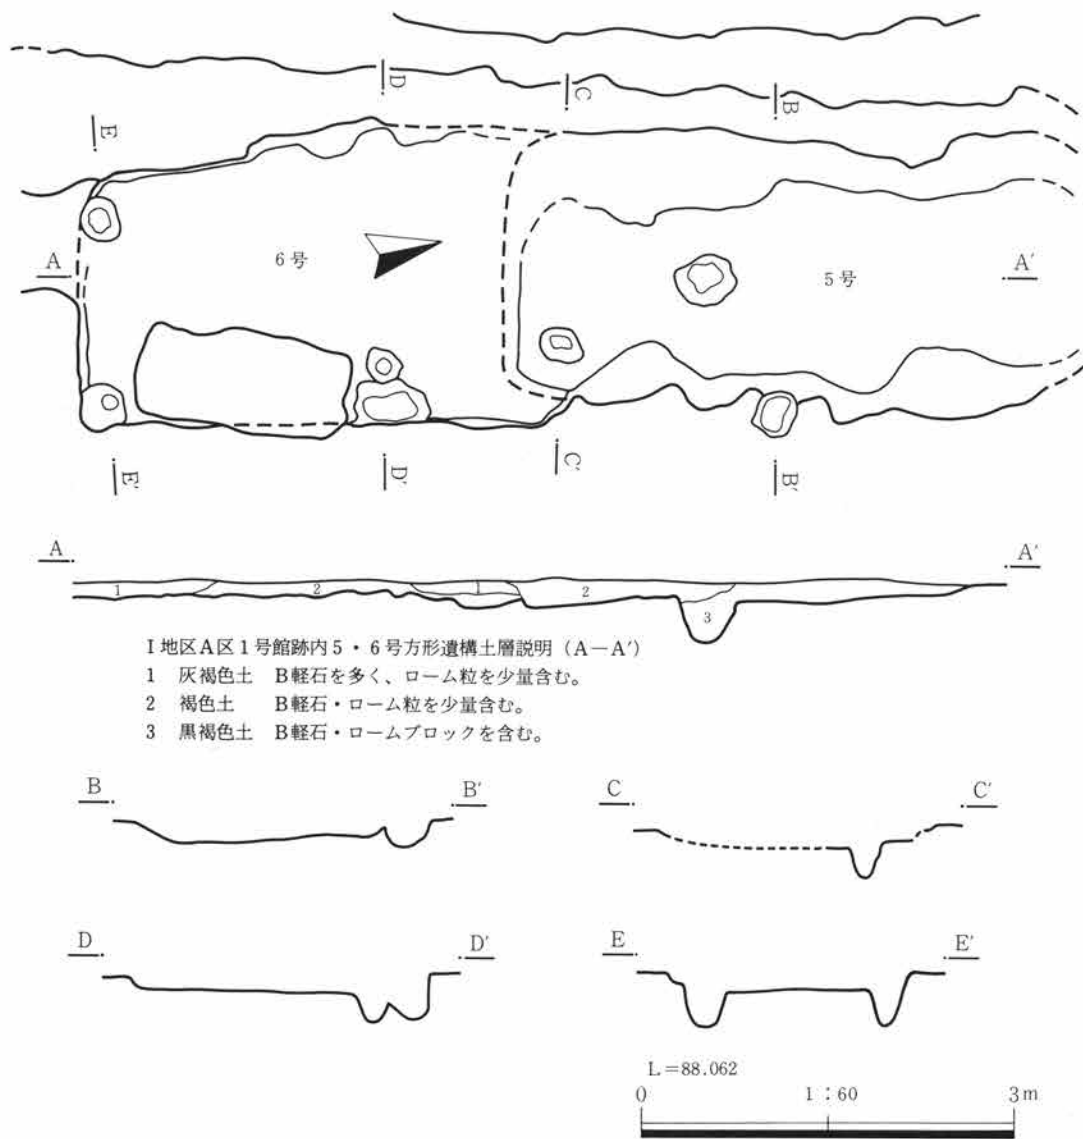 D
C
B
E
6号
A
5号
A′
E′
D′
C′
B′
A
A′
1
2
1
2
3
I地区A区1号館跡内5・6号方形遺構土層説明（A－A′）
1 灰褐色土 B軽石を多く、ローム粒を少量含む。
2 褐色土 B軽石・ローム粒を少量含む。
3 黒褐色土 B軽石・ロームブロックを含む。
B
B′
C
C′
D
D′
E
E′
L=88.062
0
1:60
3m